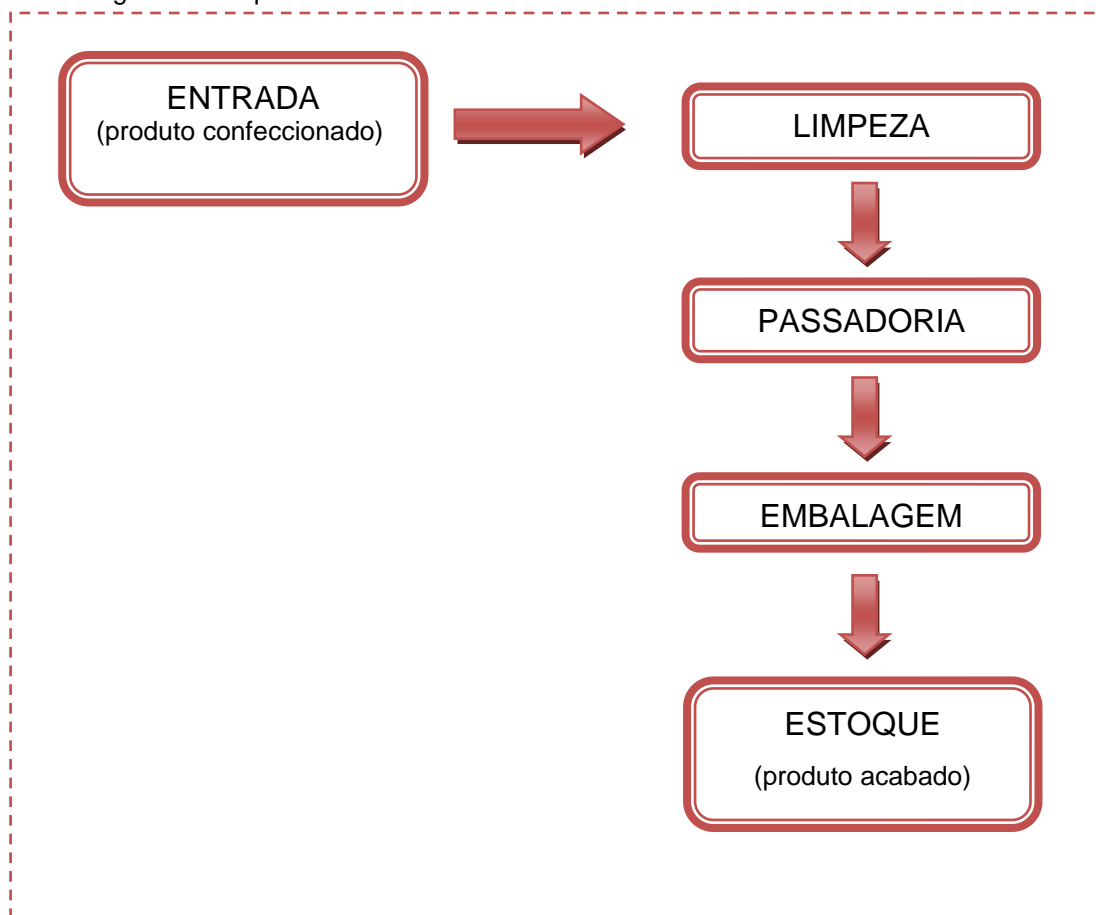 ENTRADA
(produto confeccionado)
LIMPEZA
PASSADORIA
EMBALAGEM
ESTOQUE
(produto acabado)